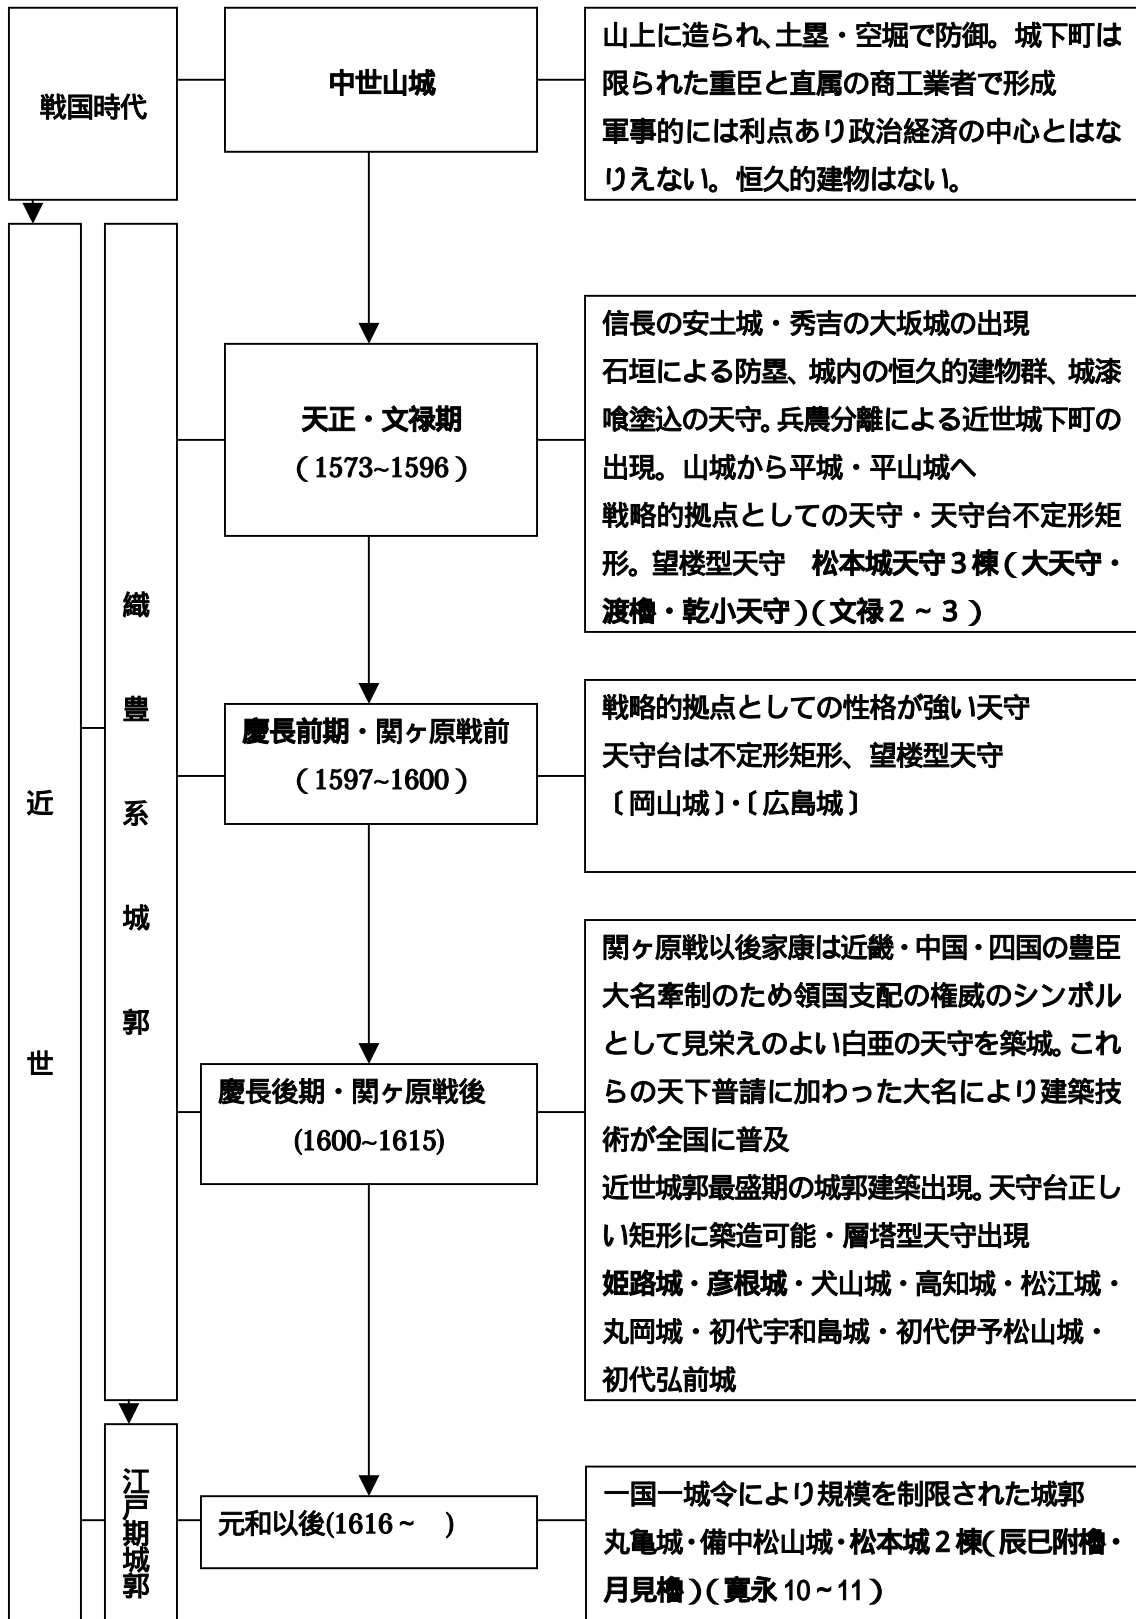 戦国時代
中世山城
山上に造られ、土塁・空堀で防御。城下町は
限られた重臣と直属の商工業者で形成
軍事的には利点あり政治経済の中心とはな
りえない。恒久的建物はない。
近世
織豊系城郭
天正・文禄期
（1573~1596）
信長の安土城・秀吉の大坂城の出現
石垣による防塁、城内の恒久的建物群、城漆
喰塗込の天守。兵農分離による近世城下町の
出現。山城から平城・平山城へ
戦略的拠点としての天守・天守台不定形矩
形。望楼型天守　松本城天守３棟（大天守・
渡櫓・乾小天守）（文禄２～３）
慶長前期・関ヶ原戦前
（1597~1600）
戦略的拠点としての性格が強い天守
天守台は不定形矩形、望楼型天守
〔岡山城〕・〔広島城〕
慶長後期・関ヶ原戦後
(1600~1615)
関ヶ原戦以後家康は近畿・中国・四国の豊臣
大名牽制のため領国支配の権威のシンボル
として見栄えのよい白亜の天守を築城。これ
らの天下普請に加わった大名により建築技
術が全国に普及
近世城郭最盛期の城郭建築出現。天守台正し
い矩形に築造可能・層塔型天守出現
姫路城・彦根城・犬山城・高知城・松江城・
丸岡城・初代宇和島城・初代伊予松山城・
初代弘前城
江戸期城郭
元和以後(1616～　)
一国一城令により規模を制限された城郭
丸亀城・備中松山城・松本城２棟（辰巳附櫓・
月見櫓）（寛永10～11）